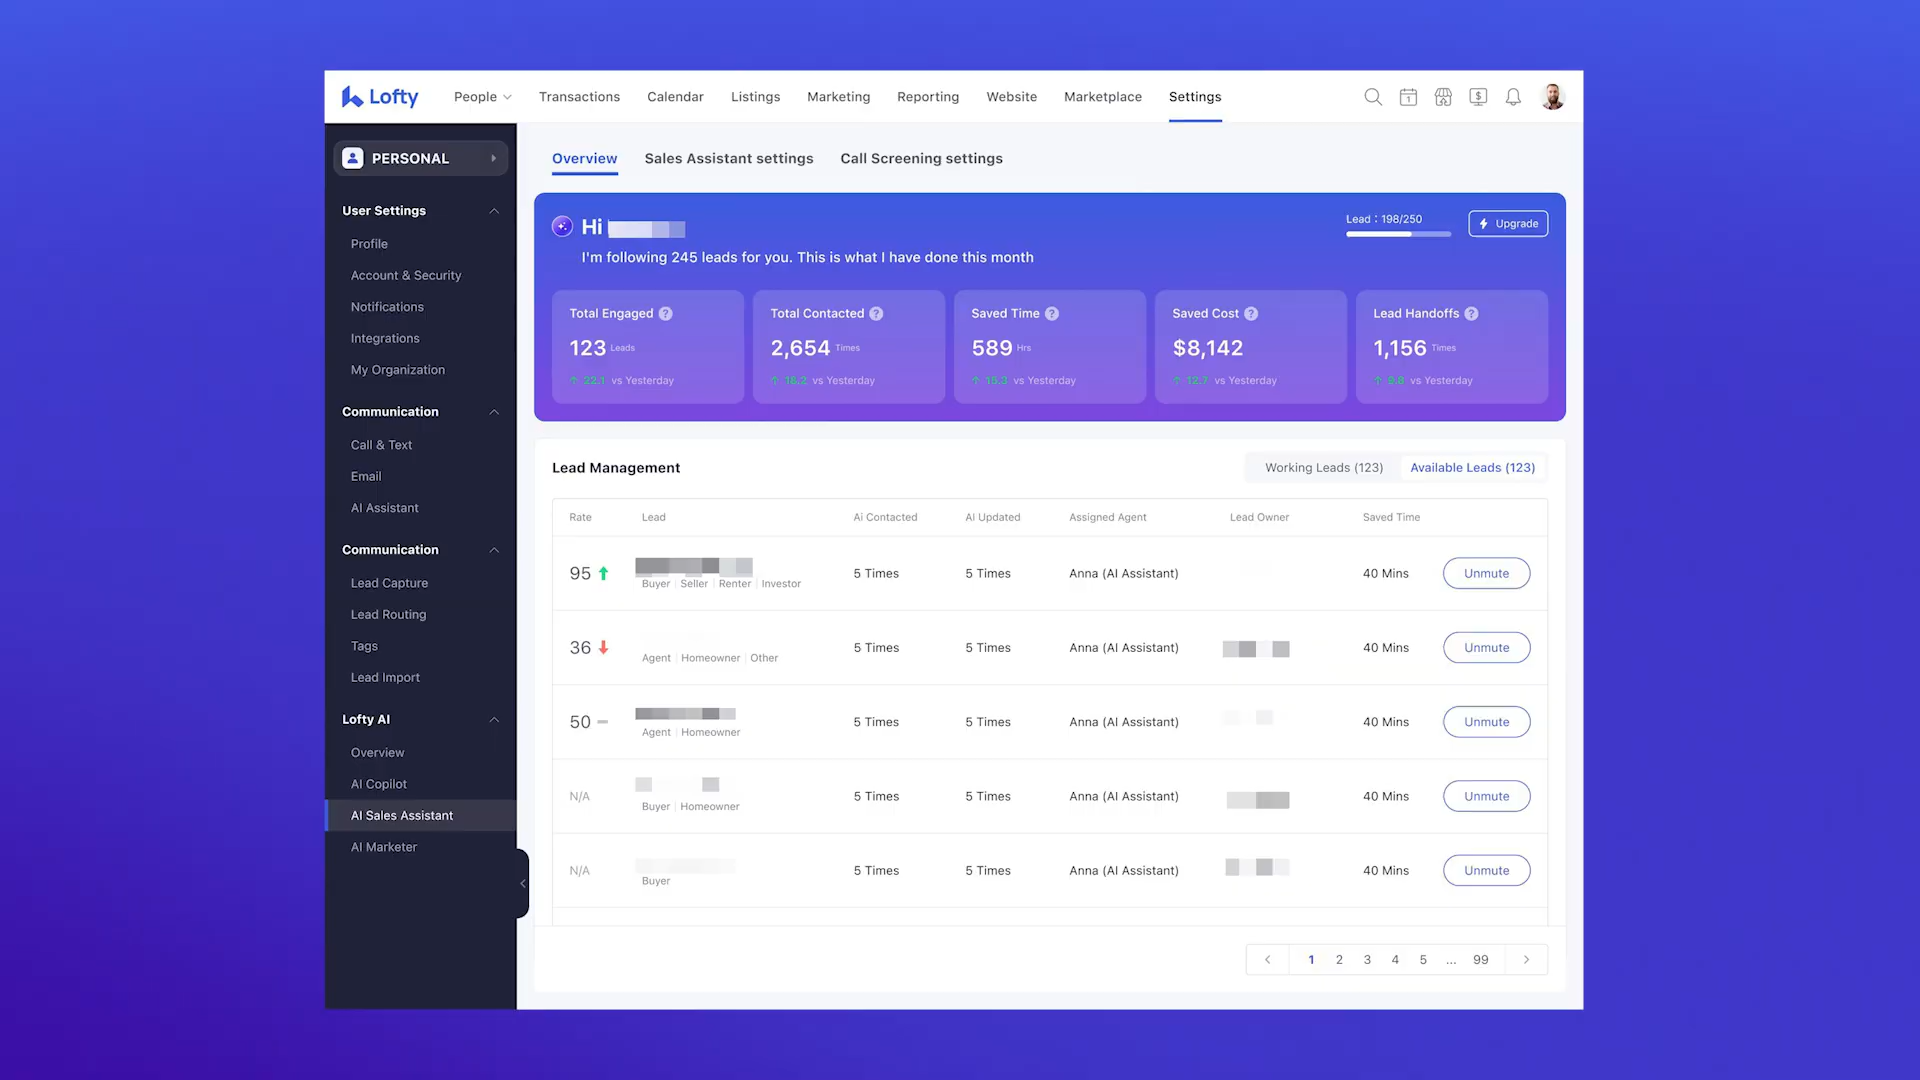 Lofty
People
Transactions
Calendar
Listings
Marketing
Reporting
Website
Marketplace
Settings
1
$
PERSONAL
User Settings
Profile
Account & Security
Notifications
Integrations
My Organization
Communication
Call & Text
Email
AI Assistant
Communication
Lead Capture
Lead Routing
Tags
Lead Import
Lofty AI
Overview
AI Copilot
AI Sales Assistant
AI Marketer
Overview
Sales Assistant settings
Call Screening settings
Hi
I'm following 245 leads for you. This is what I have done this month
Lead : 198/250
Upgrade
Total Engaged ?
123 Leads
↑ 22.1 vs Yesterday
Total Contacted ?
2,654 Times
↑ 16.2 vs Yesterday
Saved Time ?
589 Hrs
↑ 15.3 vs Yesterday
Saved Cost ?
$8,142
↑ 12.7 vs Yesterday
Lead Handoffs ?
1,156 Times
↑ 9.8 vs Yesterday
Lead Management
Working Leads (123)
Available Leads (123)
Rate Lead Ai Contacted AI Updated Assigned Agent Lead Owner Saved Time
95 ↑ 5 Times 5 Times Anna (AI Assistant) 40 Mins Unmute
Buyer | Seller | Renter | Investor
36 ↓ 5 Times 5 Times Anna (AI Assistant) 40 Mins Unmute
Agent | Homeowner | Other
50 – 5 Times 5 Times Anna (AI Assistant) 40 Mins Unmute
Agent | Homeowner
N/A 5 Times 5 Times Anna (AI Assistant) 40 Mins Unmute
Buyer | Homeowner
N/A 5 Times 5 Times Anna (AI Assistant) 40 Mins Unmute
Buyer
< 1 2 3 4 5 ... 99 >